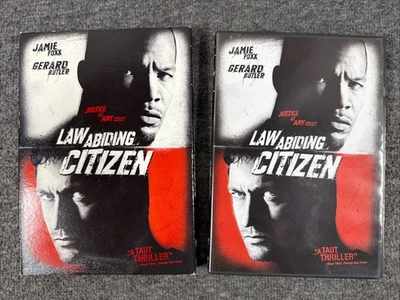 JAMIE
FOXX
GERARD
BUTLER
JUSTICE
AT ANY COST
LAW ABIDING
CITIZEN
"A TAUT
THRILLER"
JAMIE
FOXX
GERARD
BUTLER
JUSTICE
AT ANY COST
LAW ABIDING
CITIZEN
"A TAUT
THRILLER"